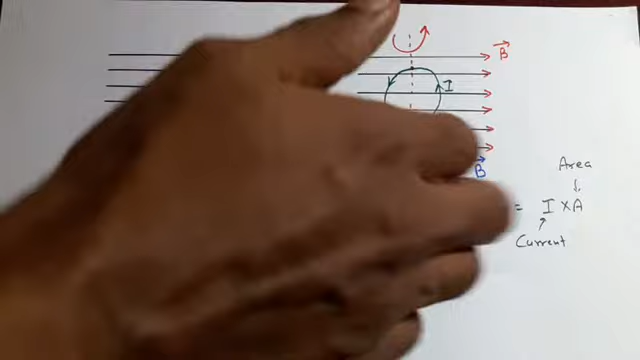 B
I
B
Area
= I × A
Current